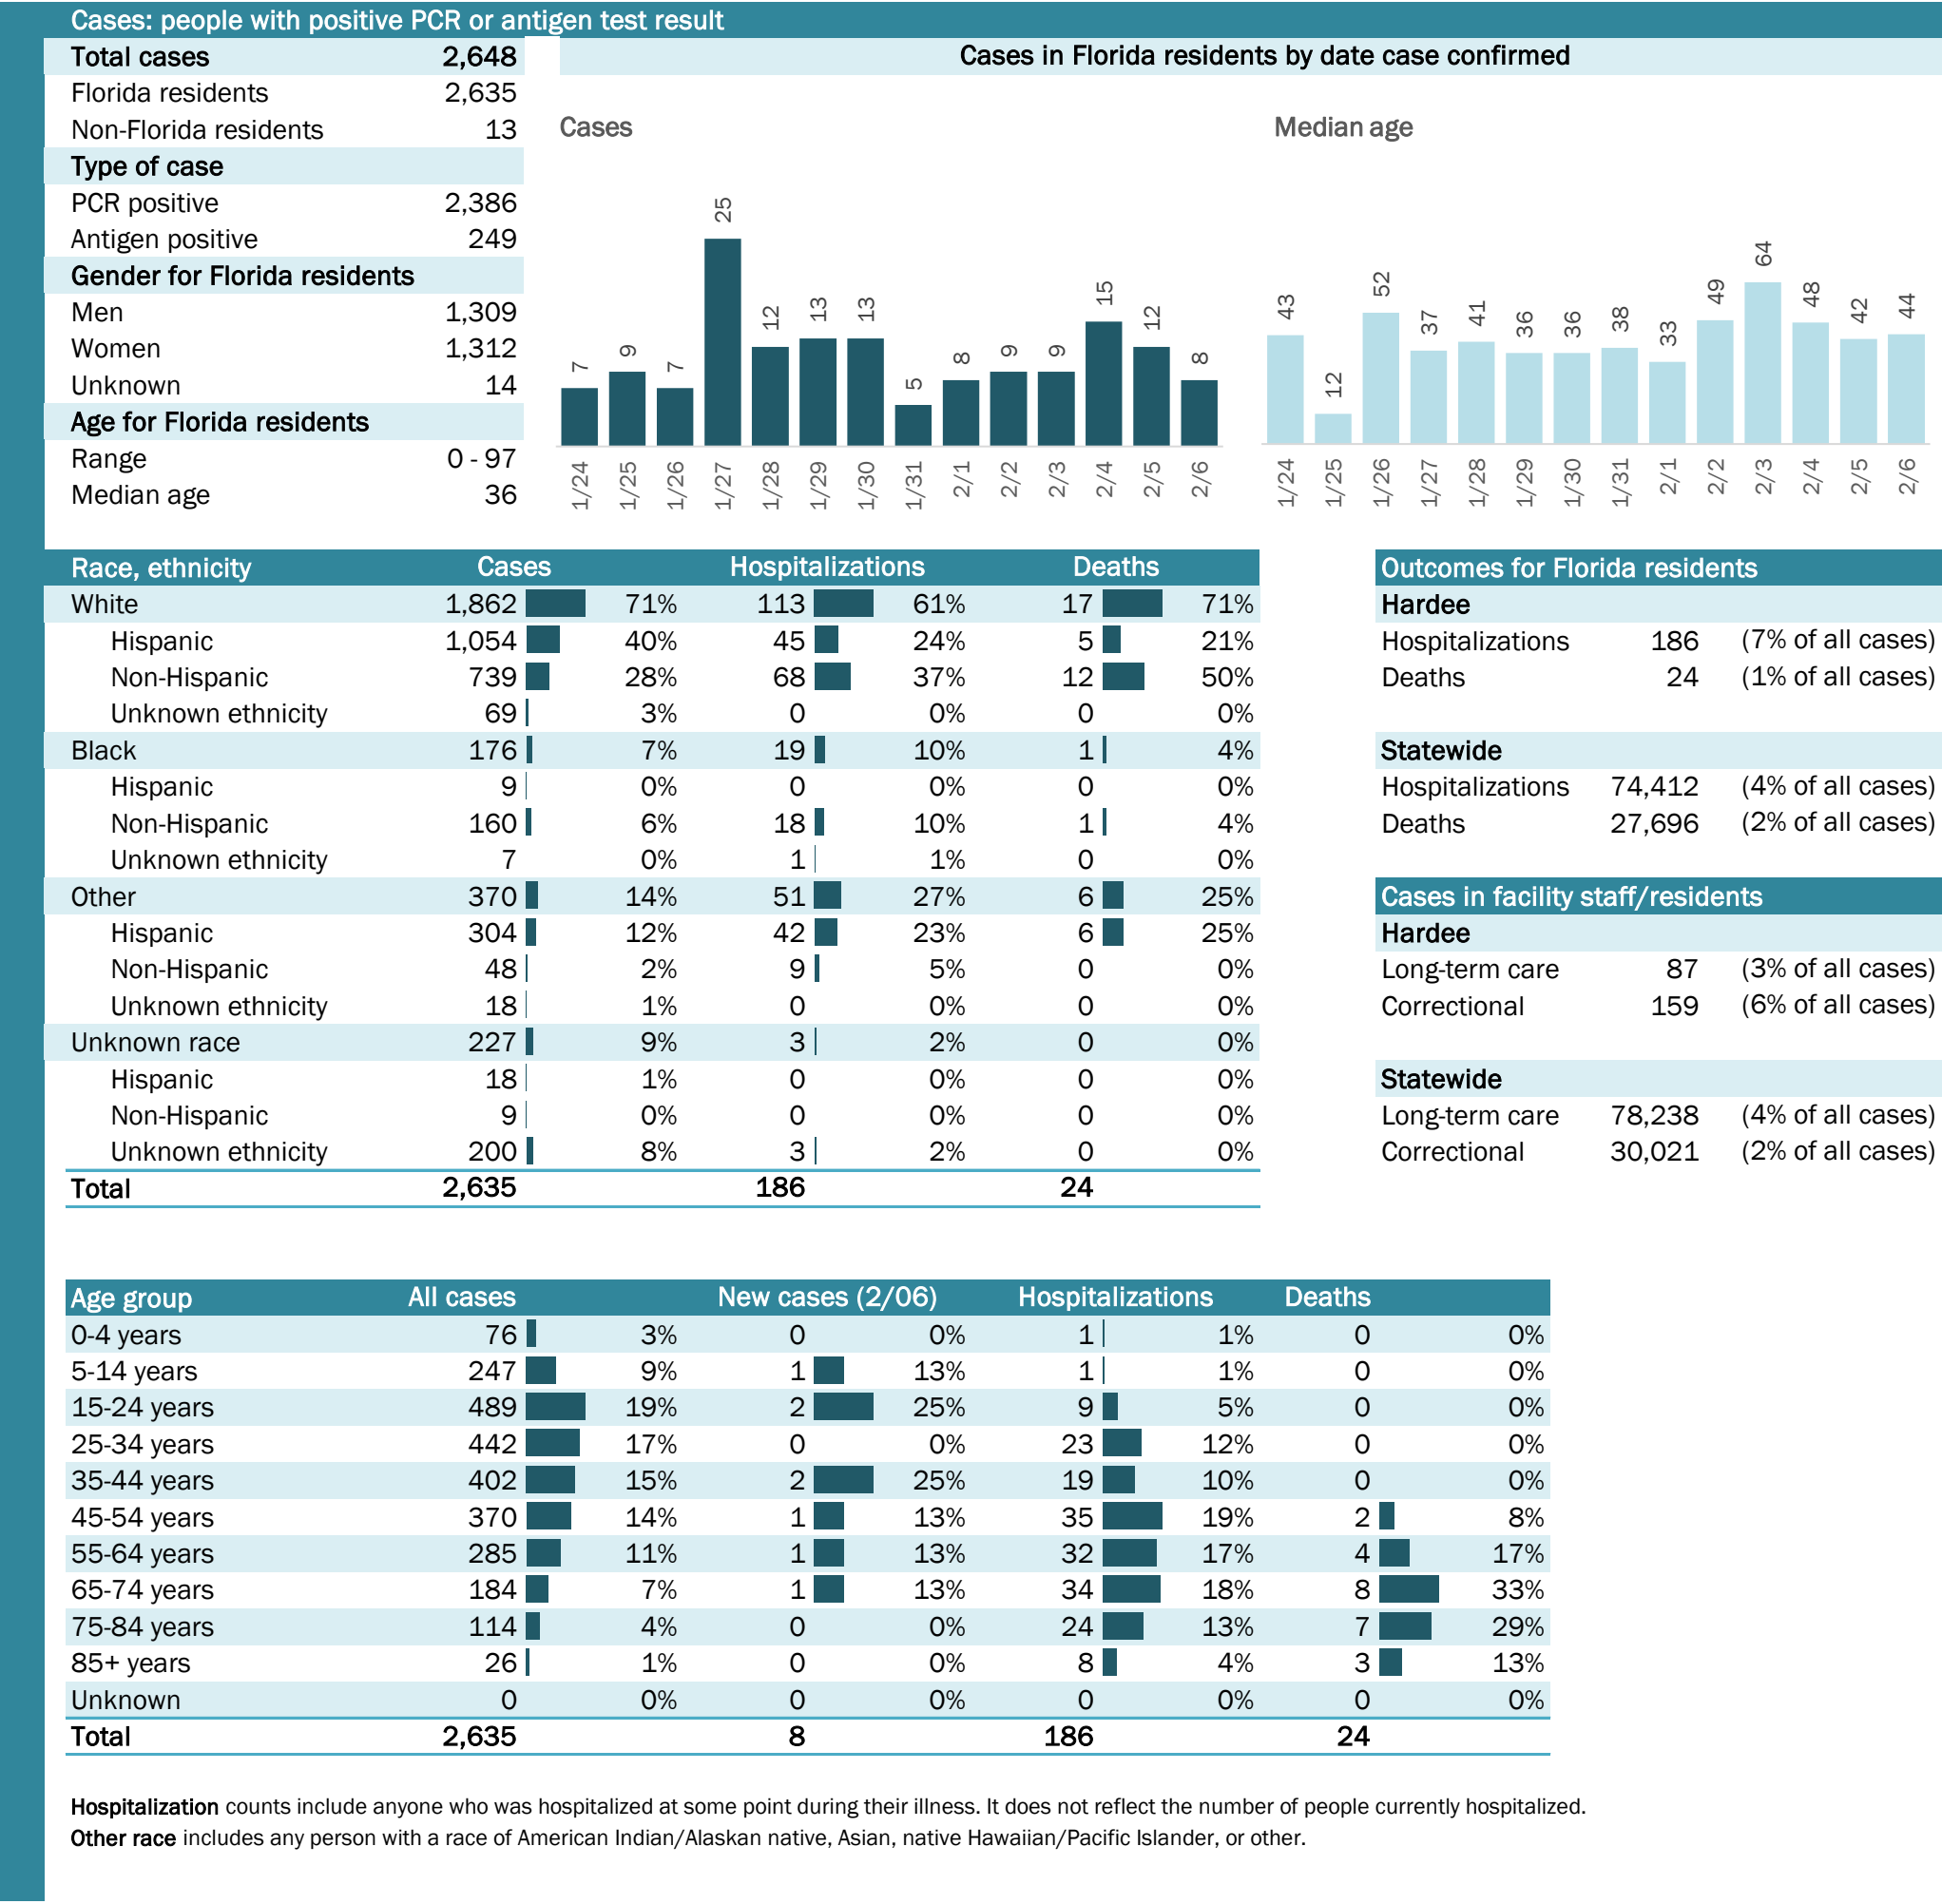 Cases: people with positive PCR or antigen test result
Total cases 2,648
Florida residents 2,635
Non-Florida residents 13
Type of case
PCR positive 2,386
Antigen positive 249
Gender for Florida residents
Men 1,309
Women 1,312
Unknown 14
Age for Florida residents
Range 0 - 97
Median age 36
Cases in Florida residents by date case confirmed
Cases
7 9 7 25 12 13 13 5 8 9 9 15 12 8
1/24 1/25 1/26 1/27 1/28 1/29 1/30 1/31 2/1 2/2 2/3 2/4 2/5 2/6
Median age
43 12 52 37 41 36 36 38 33 49 64 48 42 44
1/24 1/25 1/26 1/27 1/28 1/29 1/30 1/31 2/1 2/2 2/3 2/4 2/5 2/6
Race, ethnicity Cases Hospitalizations Deaths
White 1,862 71% 113 61% 17 71%
Hispanic 1,054 40% 45 24% 5 21%
Non-Hispanic 739 28% 68 37% 12 50%
Unknown ethnicity 69 3% 0 0% 0 0%
Black 176 7% 19 10% 1 4%
Hispanic 9 0% 0 0% 0 0%
Non-Hispanic 160 6% 18 10% 1 4%
Unknown ethnicity 7 0% 1 1% 0 0%
Other 370 14% 51 27% 6 25%
Hispanic 304 12% 42 23% 6 25%
Non-Hispanic 48 2% 9 5% 0 0%
Unknown ethnicity 18 1% 0 0% 0 0%
Unknown race 227 9% 3 2% 0 0%
Hispanic 18 1% 0 0% 0 0%
Non-Hispanic 9 0% 0 0% 0 0%
Unknown ethnicity 200 8% 3 2% 0 0%
Total 2,635 186 24
Outcomes for Florida residents
Hardee
Hospitalizations 186 (7% of all cases)
Deaths 24 (1% of all cases)
Statewide
Hospitalizations 74,412 (4% of all cases)
Deaths 27,696 (2% of all cases)
Cases in facility staff/residents
Hardee
Long-term care 87 (3% of all cases)
Correctional 159 (6% of all cases)
Statewide
Long-term care 78,238 (4% of all cases)
Correctional 30,021 (2% of all cases)
Age group All cases New cases (2/06) Hospitalizations Deaths
0-4 years 76 3% 0 0% 1 1% 0 0%
5-14 years 247 9% 1 13% 1 1% 0 0%
15-24 years 489 19% 2 25% 9 5% 0 0%
25-34 years 442 17% 0 0% 23 12% 0 0%
35-44 years 402 15% 2 25% 19 10% 0 0%
45-54 years 370 14% 1 13% 35 19% 2 8%
55-64 years 285 11% 1 13% 32 17% 4 17%
65-74 years 184 7% 1 13% 34 18% 8 33%
75-84 years 114 4% 0 0% 24 13% 7 29%
85+ years 26 1% 0 0% 8 4% 3 13%
Unknown 0 0% 0 0% 0 0% 0 0%
Total 2,635 8 186 24
Hospitalization counts include anyone who was hospitalized at some point during their illness. It does not reflect the number of people currently hospitalized.
Other race includes any person with a race of American Indian/Alaskan native, Asian, native Hawaiian/Pacific Islander, or other.